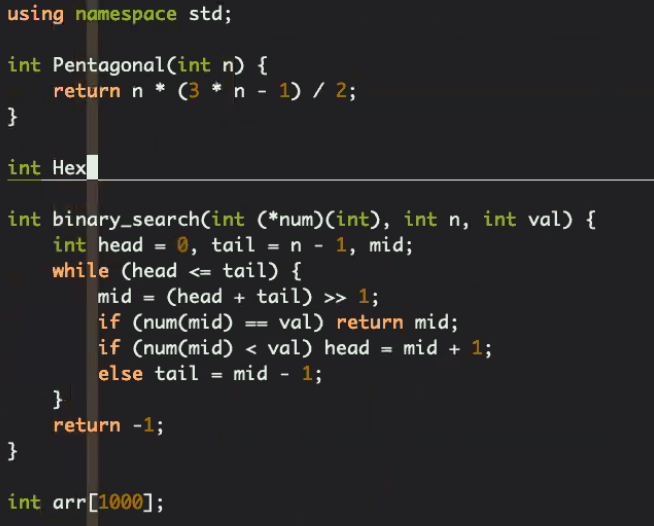 using namespace std;
int Pentagonal(int n) {
    return n * (3 * n - 1) / 2;
}
int Hex
int binary_search(int (*num)(int), int n, int val) {
    int head = 0, tail = n - 1, mid;
    while (head <= tail) {
        mid = (head + tail) >> 1;
        if (num(mid) == val) return mid;
        if (num(mid) < val) head = mid + 1;
        else tail = mid - 1;
    }
    return -1;
}
int arr[1000];